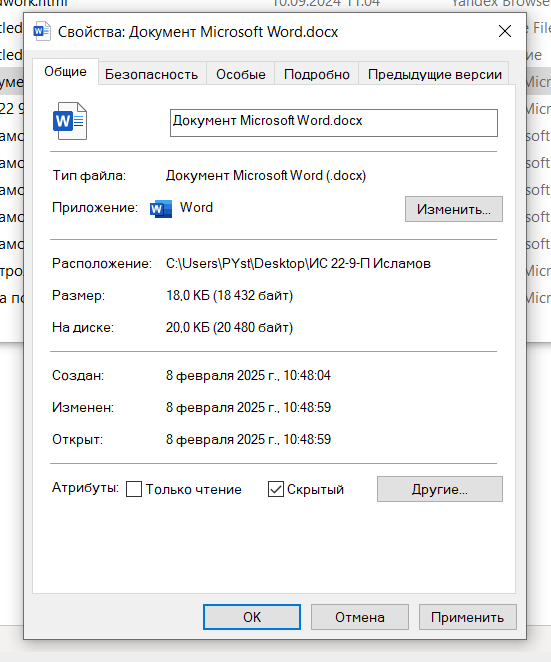 dwork.html 10.09.2024 11:04 Yandex Browse
Свойства: Документ Microsoft Word.docx
Общие Безопасность Особые Подробно Предыдущие версии
Документ Microsoft Word.docx
Тип файла: Документ Microsoft Word (.docx)
Приложение: Word Изменить...
Расположение: C:\Users\PYst\Desktop\ИС 22-9-П Исламов
Размер: 18,0 КБ (18 432 байт)
На диске: 20,0 КБ (20 480 байт)
Создан: 8 февраля 2025 г., 10:48:04
Изменен: 8 февраля 2025 г., 10:48:59
Открыт: 8 февраля 2025 г., 10:48:59
Атрибуты: Только чтение Скрытый Другие...
ОК Отмена Применить